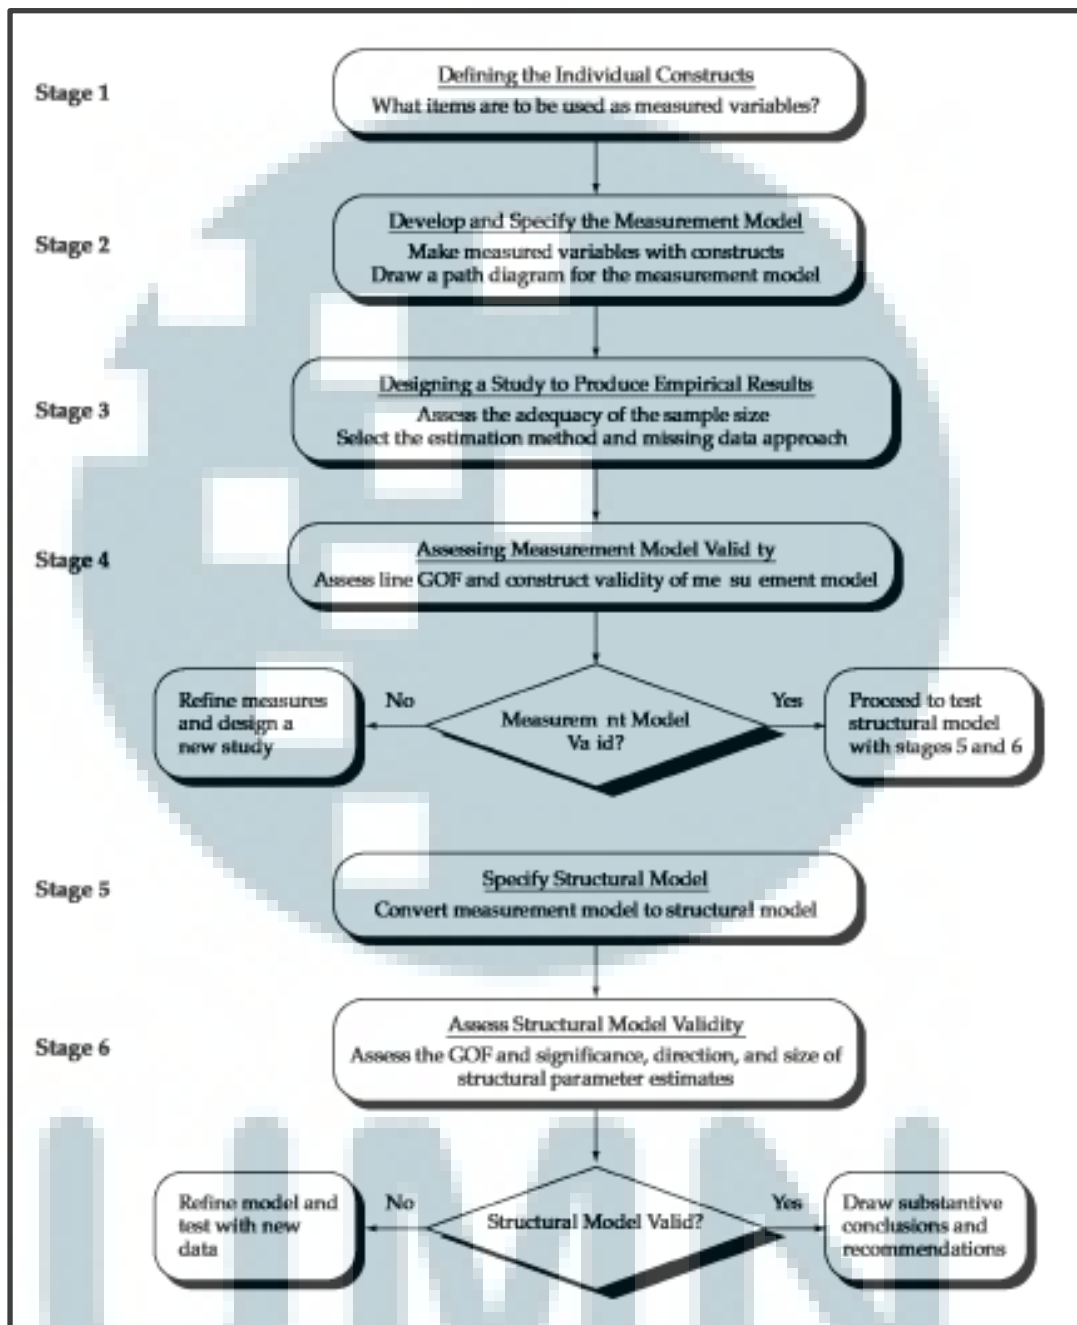 Stage 1
Defining the Individual Constructs
What items are to be used as measured variables?
Stage 2
Develop and Specify the Measurement Model
Make measured variables with constructs
Draw a path diagram for the measurement model
Stage 3
Designing a Study to Produce Empirical Results
Assess the adequacy of the sample size
Select the estimation method and missing data approach
Stage 4
Assessing Measurement Model Valid ty
Assess line GOF and construct validity of me su ement model
Refine measures
and design a
new study
No
Measurem nt Model
Va id?
Yes
Proceed to test
structural model
with stages 5 and 6
Stage 5
Specify Structural Model
Convert measurement model to structural model
Stage 6
Assess Structural Model Validity
Assess the GOF and significance, direction, and size of
structural parameter estimates
Refine model and
test with new
data
No
Structural Model Valid?
Yes
Draw substantive
conclusions and
recommendations